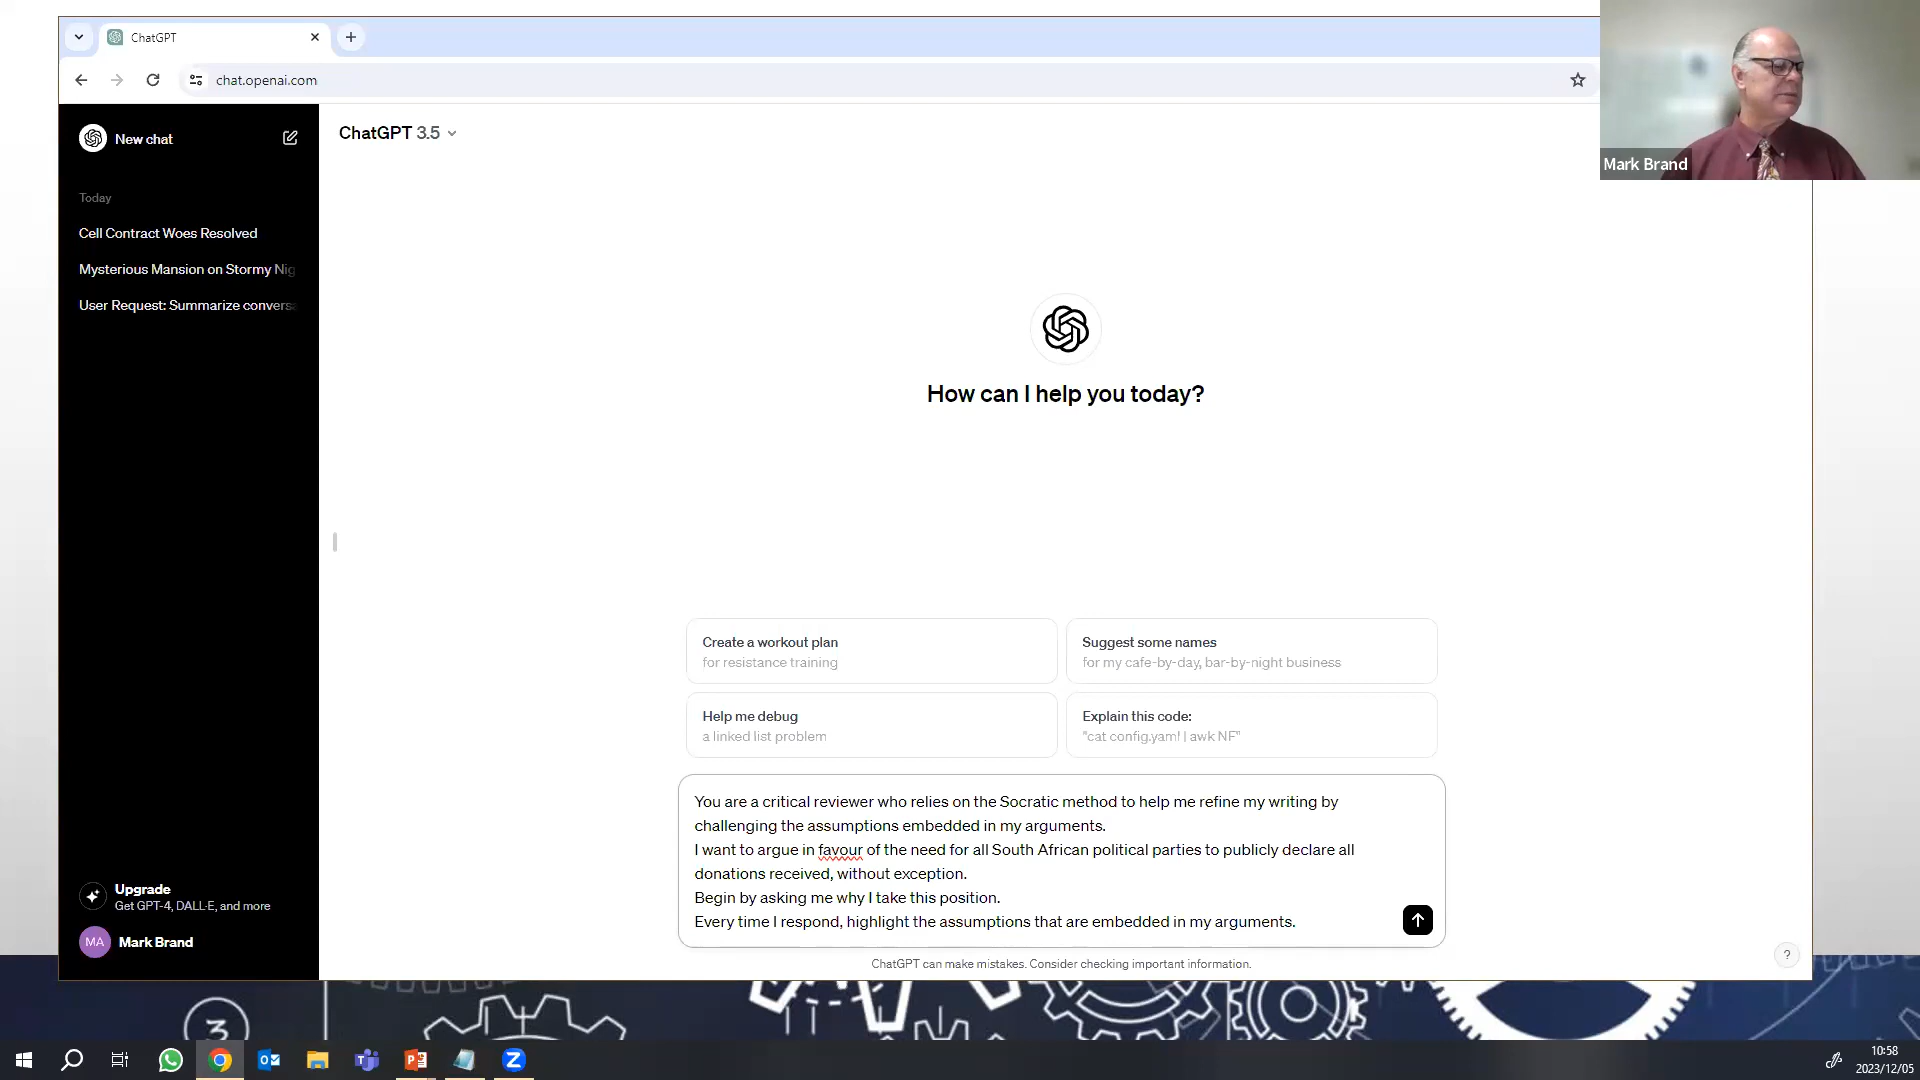 ChatGPT
chat.openai.com
Mark Brand
New chat
ChatGPT 3.5
Today
Cell Contract Woes Resolved
Mysterious Mansion on Stormy Nig
User Request: Summarize convers
How can I help you today?
Create a workout plan
for resistance training
Suggest some names
for my cafe-by-day, bar-by-night business
Help me debug
a linked list problem
Explain this code:
"cat config.yaml | awk NF"
You are a critical reviewer who relies on the Socratic method to help me refine my writing by
challenging the assumptions embedded in my arguments.
I want to argue in favour of the need for all South African political parties to publicly declare all
donations received, without exception.
Begin by asking me why I take this position.
Every time I respond, highlight the assumptions that are embedded in my arguments.
ChatGPT can make mistakes. Consider checking important information.
?
Upgrade
Get GPT-4, DALL·E, and more
MA
Mark Brand
3
10:58
2023/12/05